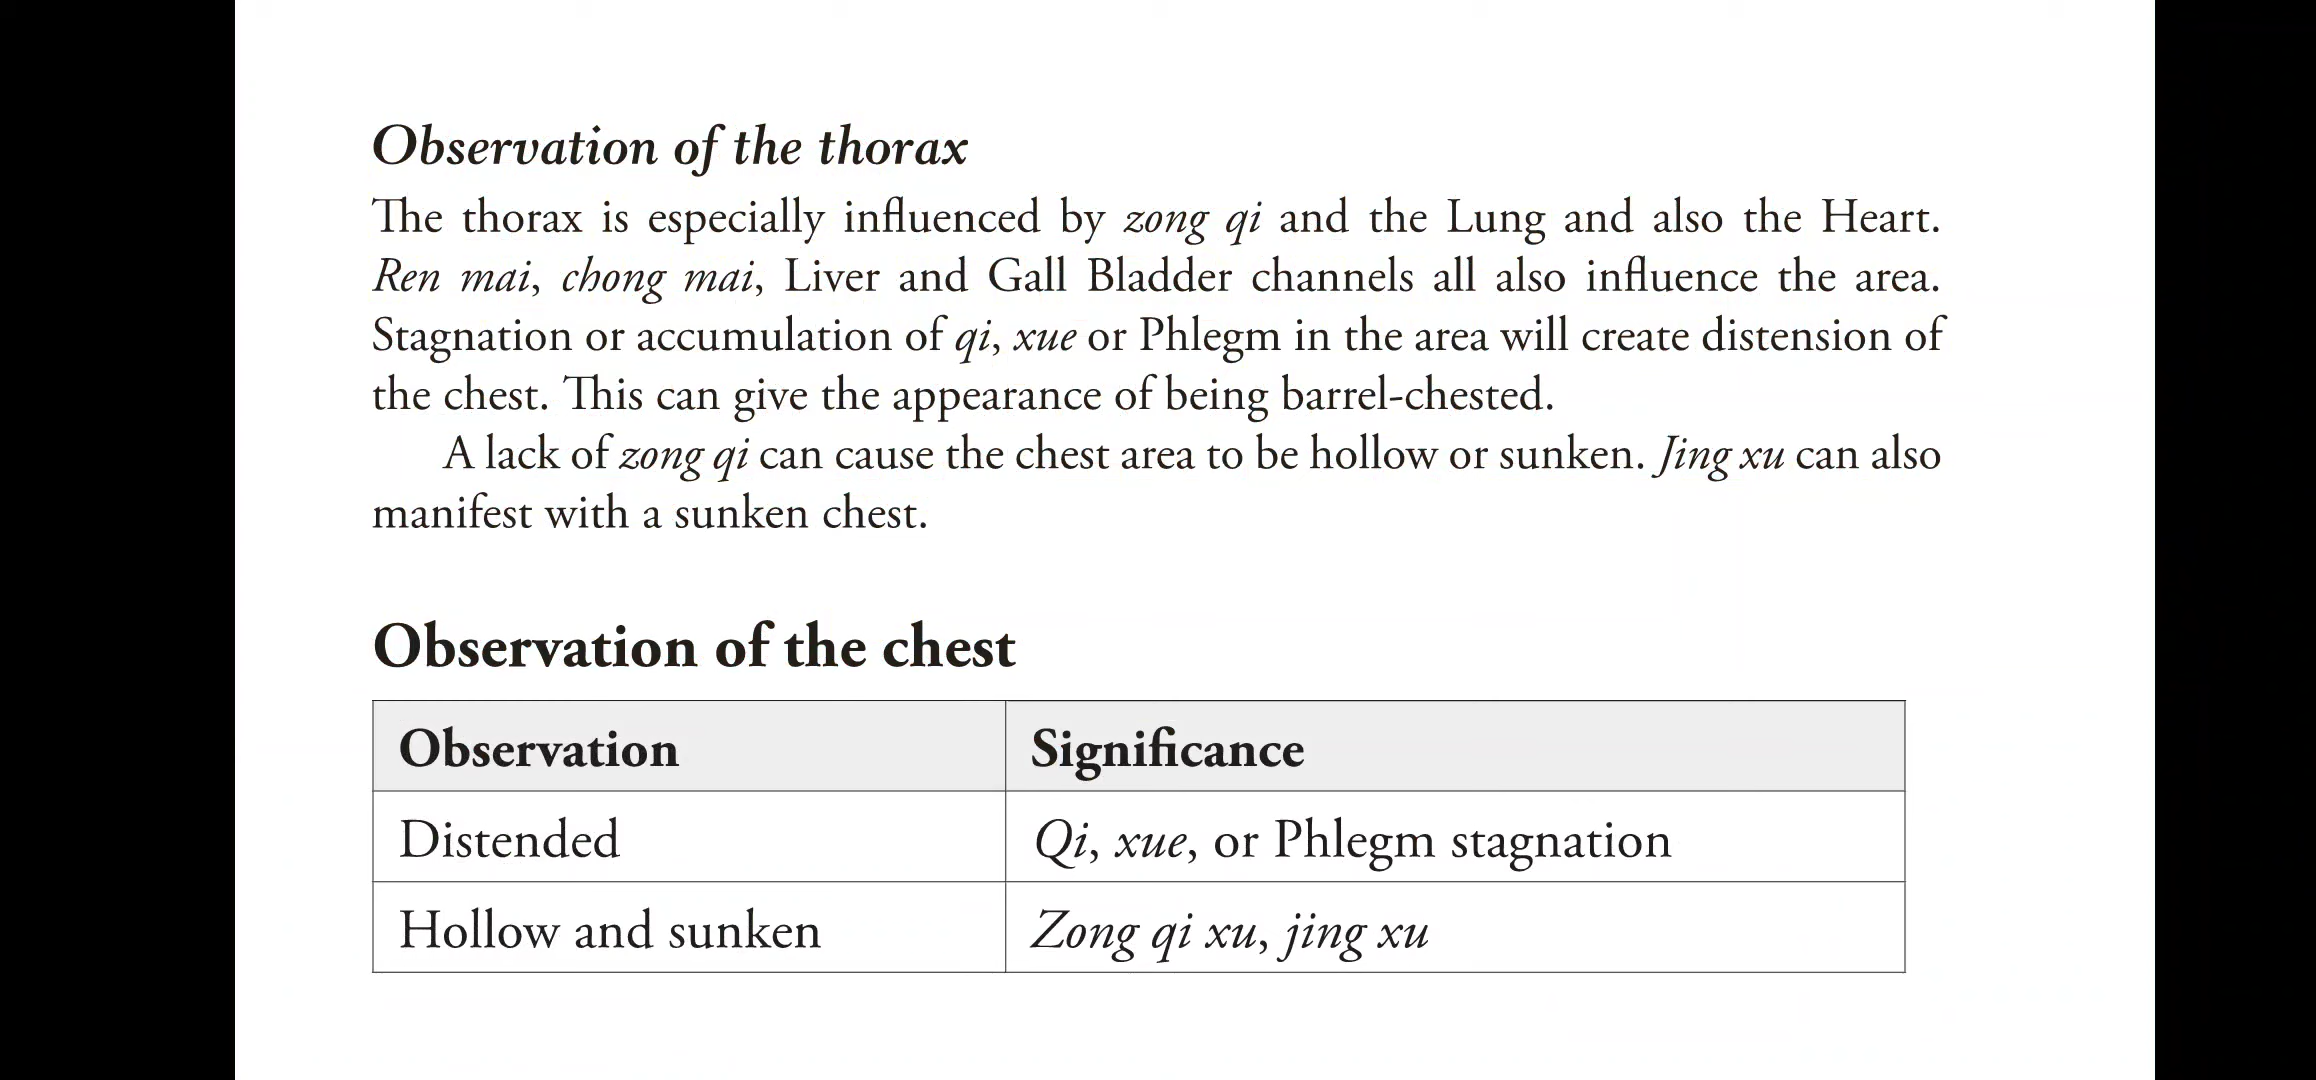 Observation of the thorax
The thorax is especially influenced by zong qi and the Lung and also the Heart.
Ren mai, chong mai, Liver and Gall Bladder channels all also influence the area.
Stagnation or accumulation of qi, xue or Phlegm in the area will create distension of
the chest. This can give the appearance of being barrel-chested.
A lack of zong qi can cause the chest area to be hollow or sunken. Jing xu can also
manifest with a sunken chest.
Observation of the chest
Observation Significance
Distended Qi, xue, or Phlegm stagnation
Hollow and sunken Zong qi xu, jing xu